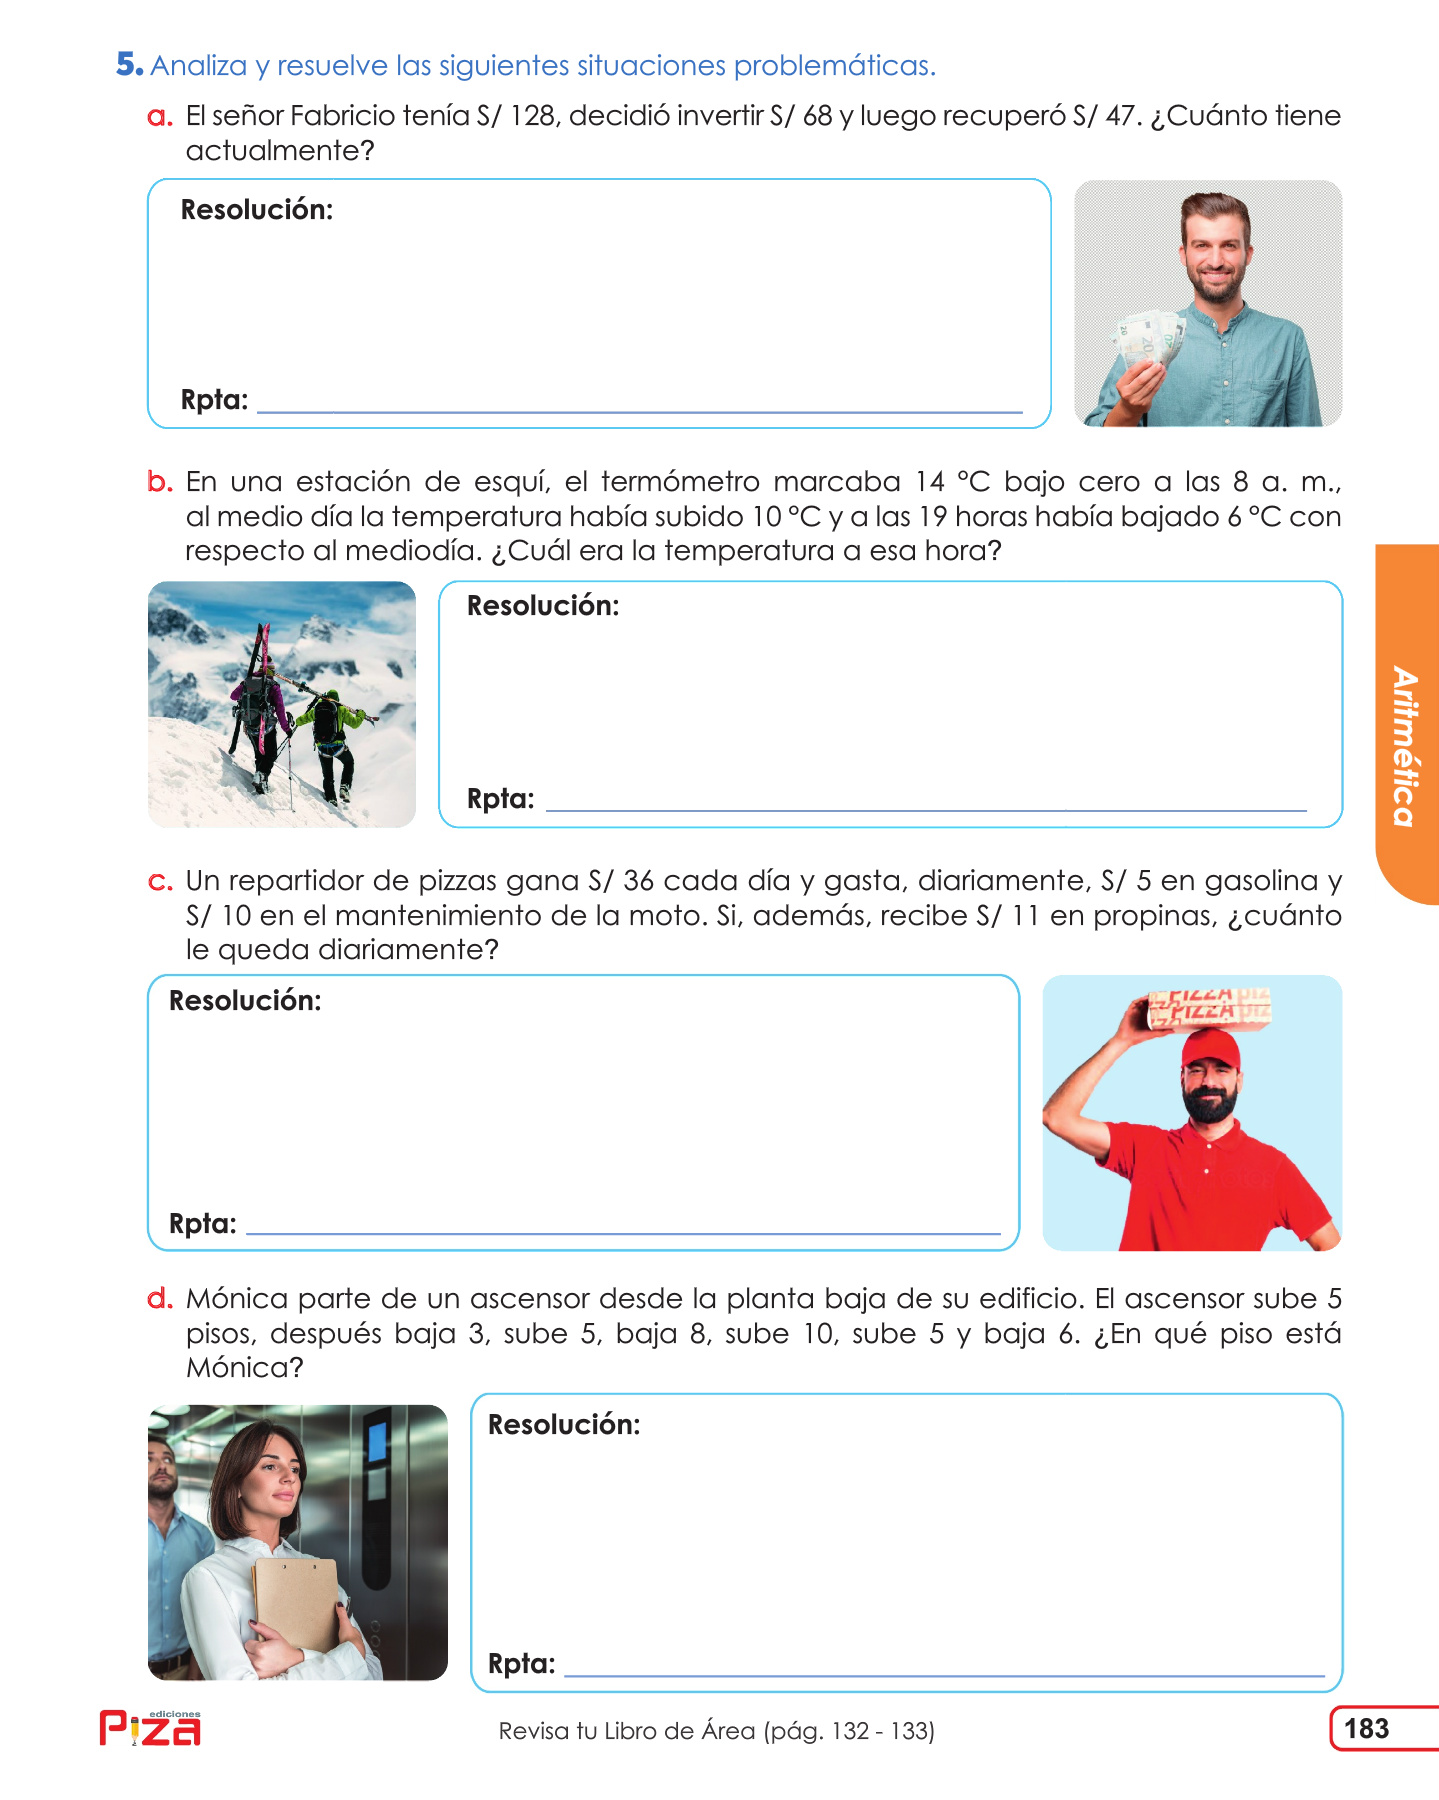 5. Analiza y resuelve las siguientes situaciones problemáticas.
a. El señor Fabricio tenía S/ 128, decidió invertir S/ 68 y luego recuperó S/ 47. ¿Cuánto tiene
actualmente?
Resolución:
Rpta:
20
20
b. En una estación de esquí, el termómetro marcaba 14 °C bajo cero a las 8 a. m.,
al medio día la temperatura había subido 10 °C y a las 19 horas había bajado 6 °C con
respecto al mediodía. ¿Cuál era la temperatura a esa hora?
Resolución:
Rpta:
Aritmética
c. Un repartidor de pizzas gana S/ 36 cada día y gasta, diariamente, S/ 5 en gasolina y
S/ 10 en el mantenimiento de la moto. Si, además, recibe S/ 11 en propinas, ¿cuánto
le queda diariamente?
Resolución:
Rpta:
PIZZA piz
PIZZA piz
d. Mónica parte de un ascensor desde la planta baja de su edificio. El ascensor sube 5
pisos, después baja 3, sube 5, baja 8, sube 10, sube 5 y baja 6. ¿En qué piso está
Mónica?
Resolución:
Rpta:
ediciones
Piza
Revisa tu Libro de Área (pág. 132 - 133)
183